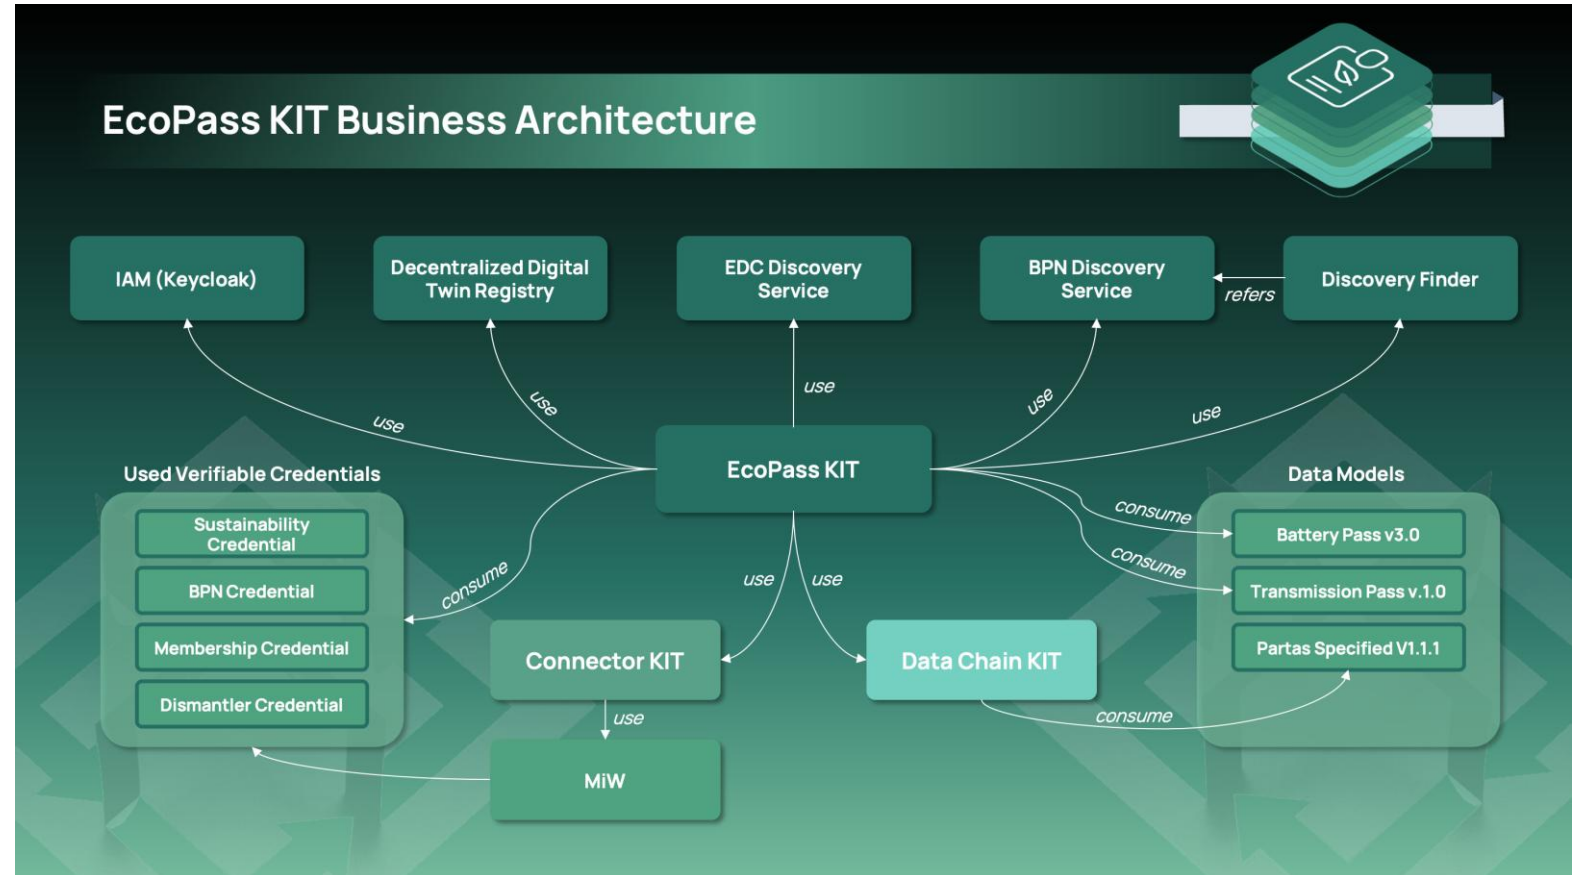 EcoPass KIT Business Architecture
IAM (Keycloak)
Decentralized Digital
Twin Registry
EDC Discovery
Service
BPN Discovery
Service
refers
Discovery Finder
use
use
use
use
use
EcoPass KIT
Used Verifiable Credentials
Sustainability
Credential
BPN Credential
Membership Credential
Dismantler Credential
consume
use
use
consume
consume
Data Models
Battery Pass v3.0
Transmission Pass v.1.0
Partas Specified V1.1.1
Connector KIT
Data Chain KIT
use
consume
MiW